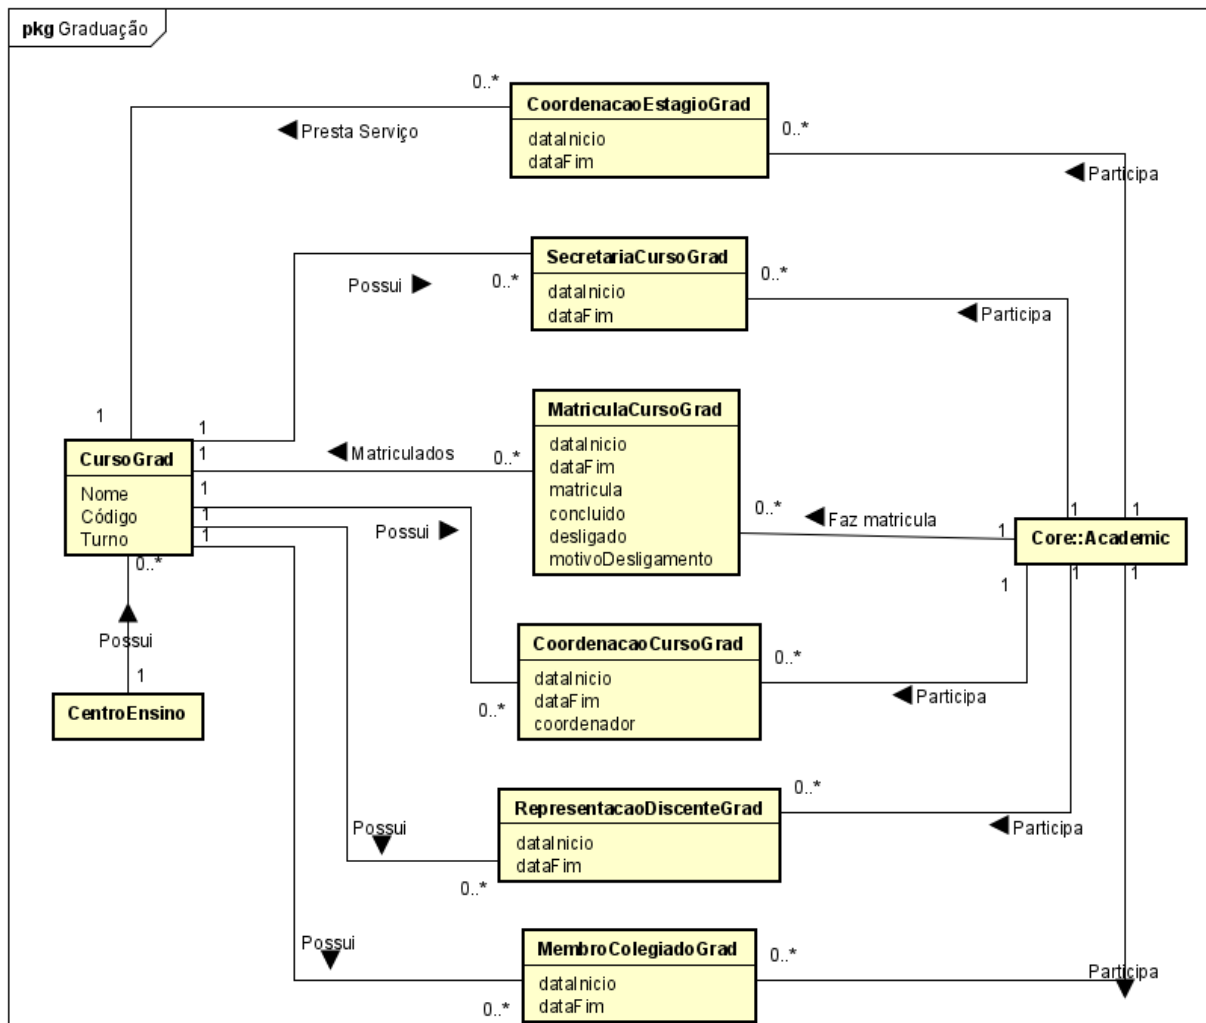 pkg Graduação
0..*
CoordenacaoEstagioGrad
dataInicio
dataFim
Presta Serviço
0..*
Participa
SecretariaCursoGrad
dataInicio
dataFim
Possui
0..*
0..*
Participa
MatriculaCursoGrad
dataInicio
dataFim
matricula
concluido
desligado
motivoDesligamento
1
1
1
Matriculados
0..*
CursoGrad
Nome
Código
Turno
1
1
1
Possui
0..*
Faz matricula
1
1
1
Core::Academic
1
1
1
0..*
Possui
1
CentroEnsino
CoordenacaoCursoGrad
dataInicio
dataFim
coordenador
0..*
0..*
Participa
RepresentacaoDiscenteGrad
dataInicio
dataFim
0..*
Possui
0..*
Participa
MembroColegiadoGrad
dataInicio
dataFim
Possui
0..*
0..*
Participa